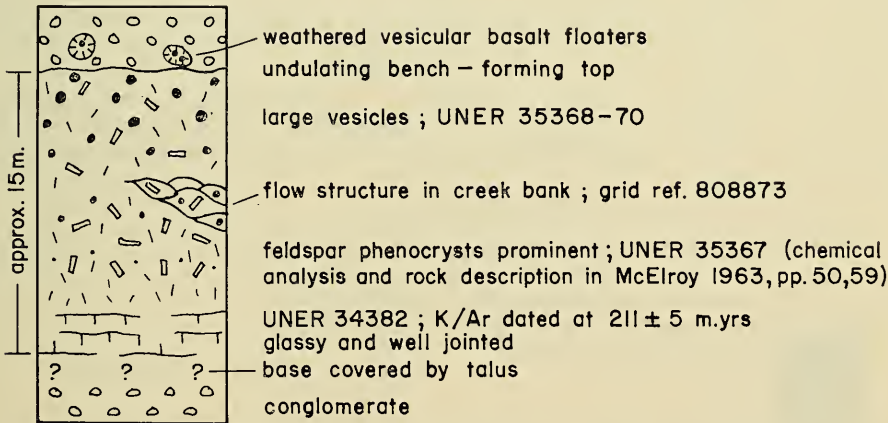 weathered vesicular basalt floaters
undulating bench – forming top
large vesicles ; UNER 35368-70
approx. 15m.
flow structure in creek bank ; grid ref. 808873
feldspar phenocrysts prominent ; UNER 35367 (chemical
analysis and rock description in McElroy 1963, pp. 50,59)
UNER 34382 ; K/Ar dated at 211 ± 5 m.yrs
glassy and well jointed
? ? ? base covered by talus
conglomerate